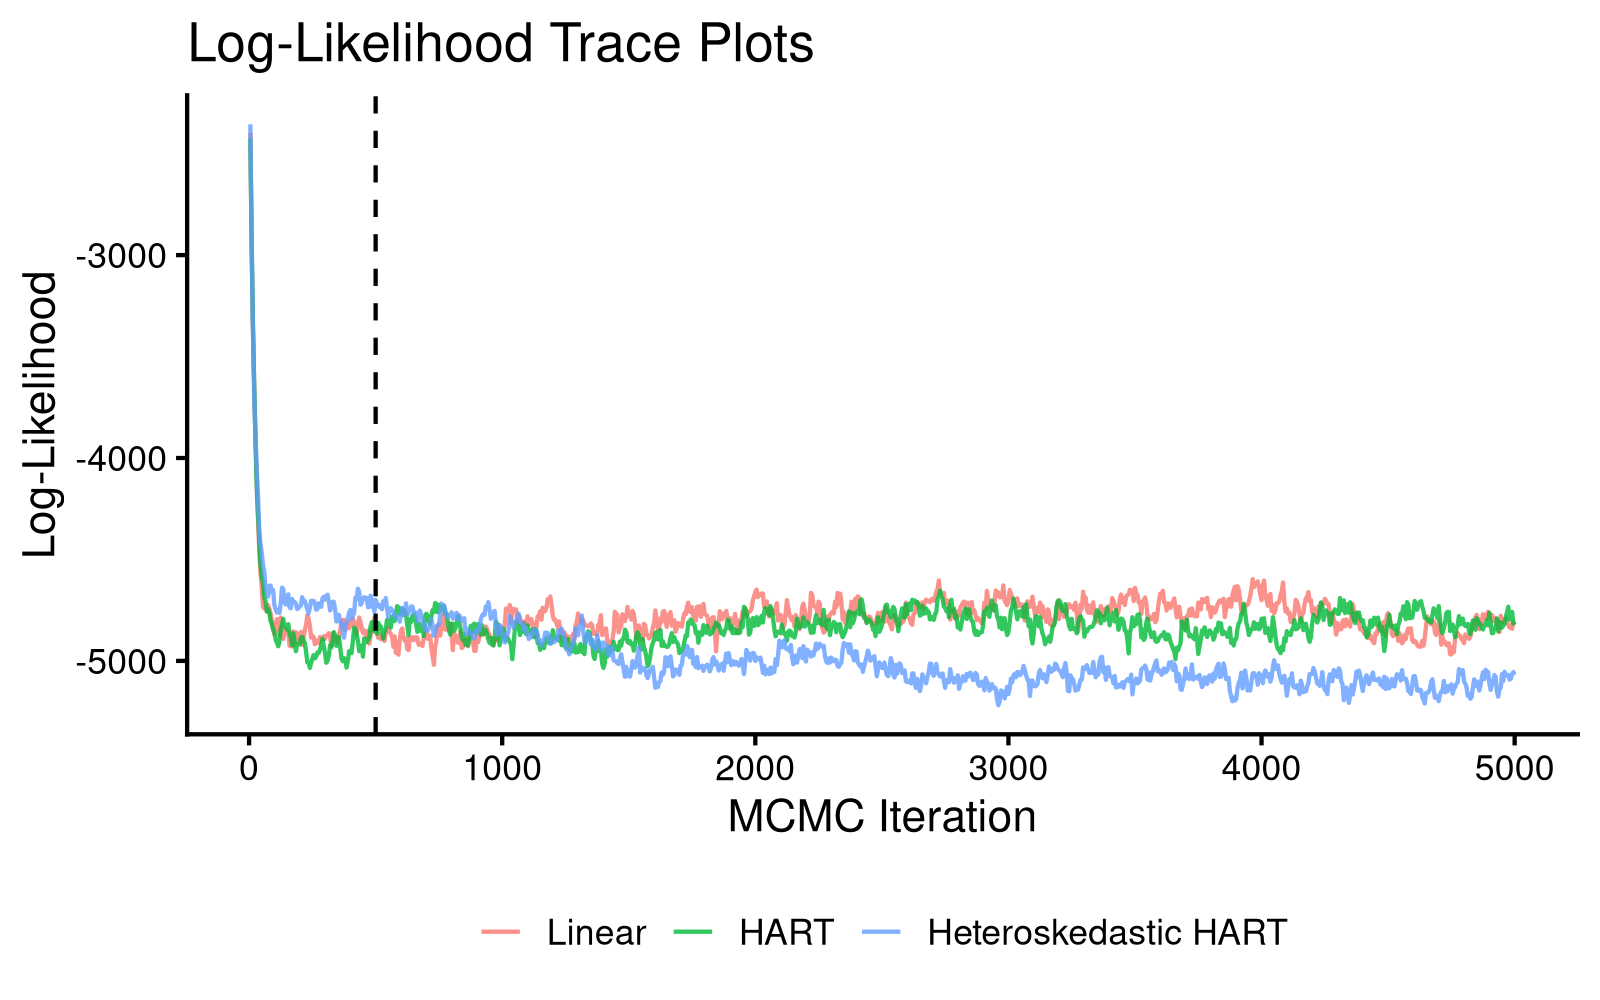 Log-Likelihood Trace Plots
Log-Likelihood
-3000
-4000
-5000
0 1000 2000 3000 4000 5000
MCMC Iteration
Linear HART Heteroskedastic HART